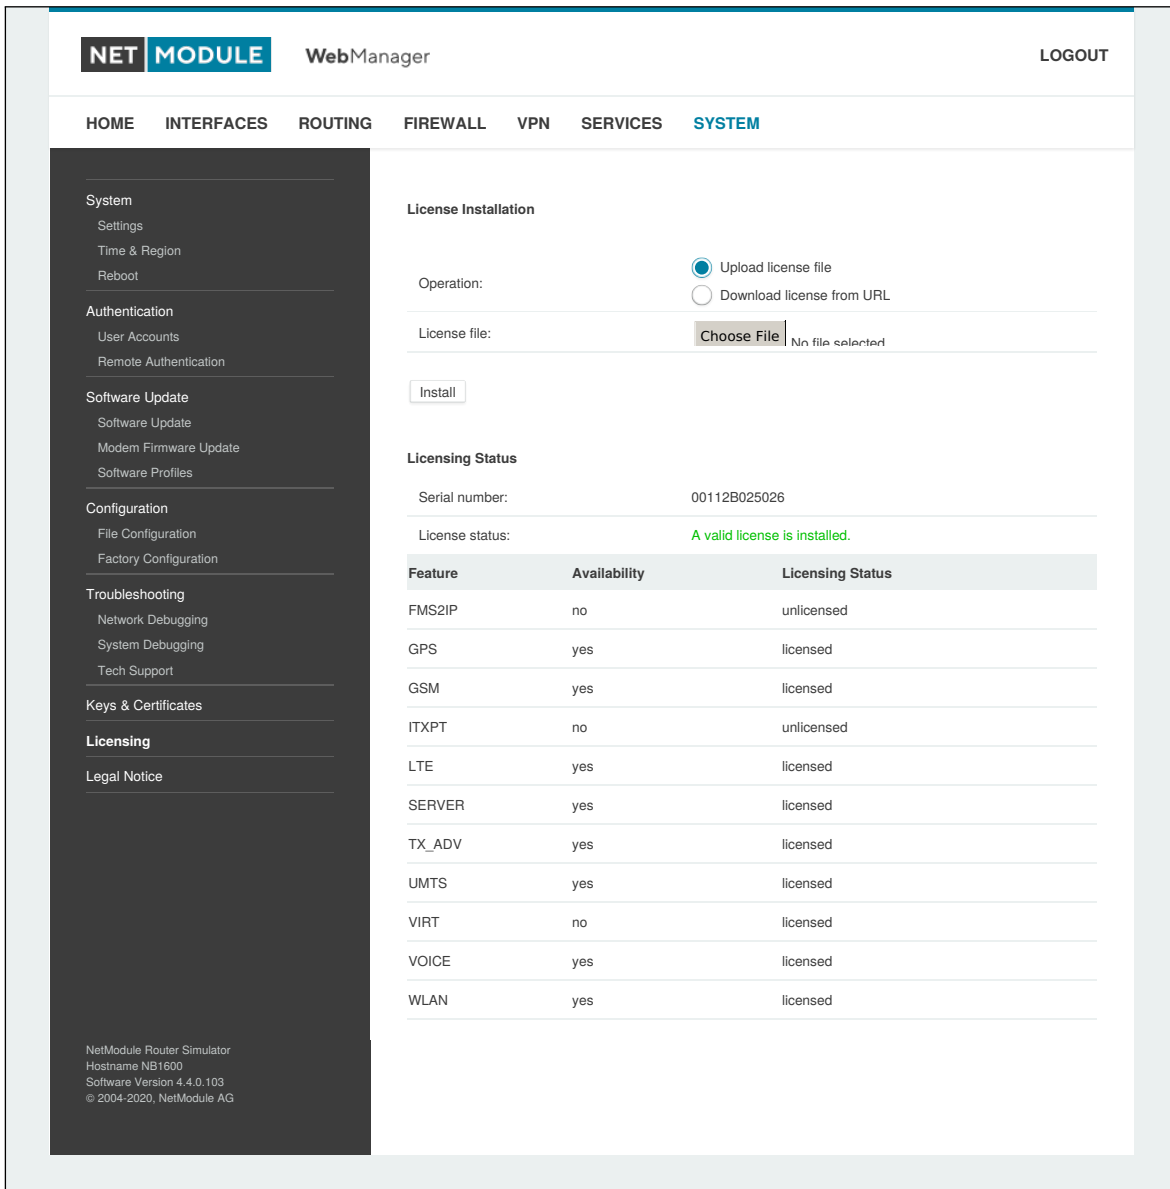 NET MODULE WebManager LOGOUT
HOME INTERFACES ROUTING FIREWALL VPN SERVICES SYSTEM
System
Settings
Time & Region
Reboot
Authentication
User Accounts
Remote Authentication
Software Update
Software Update
Modem Firmware Update
Software Profiles
Configuration
File Configuration
Factory Configuration
Troubleshooting
Network Debugging
System Debugging
Tech Support
Keys & Certificates
Licensing
Legal Notice
NetModule Router Simulator
Hostname NB1600
Software Version 4.4.0.103
© 2004-2020, NetModule AG
License Installation
Operation:
Upload license file
Download license from URL
License file: Choose File No file selected
Install
Licensing Status
Serial number: 00112B025026
License status: A valid license is installed.
Feature Availability Licensing Status
FMS2IP no unlicensed
GPS yes licensed
GSM yes licensed
ITXPT no unlicensed
LTE yes licensed
SERVER yes licensed
TX_ADV yes licensed
UMTS yes licensed
VIRT no licensed
VOICE yes licensed
WLAN yes licensed